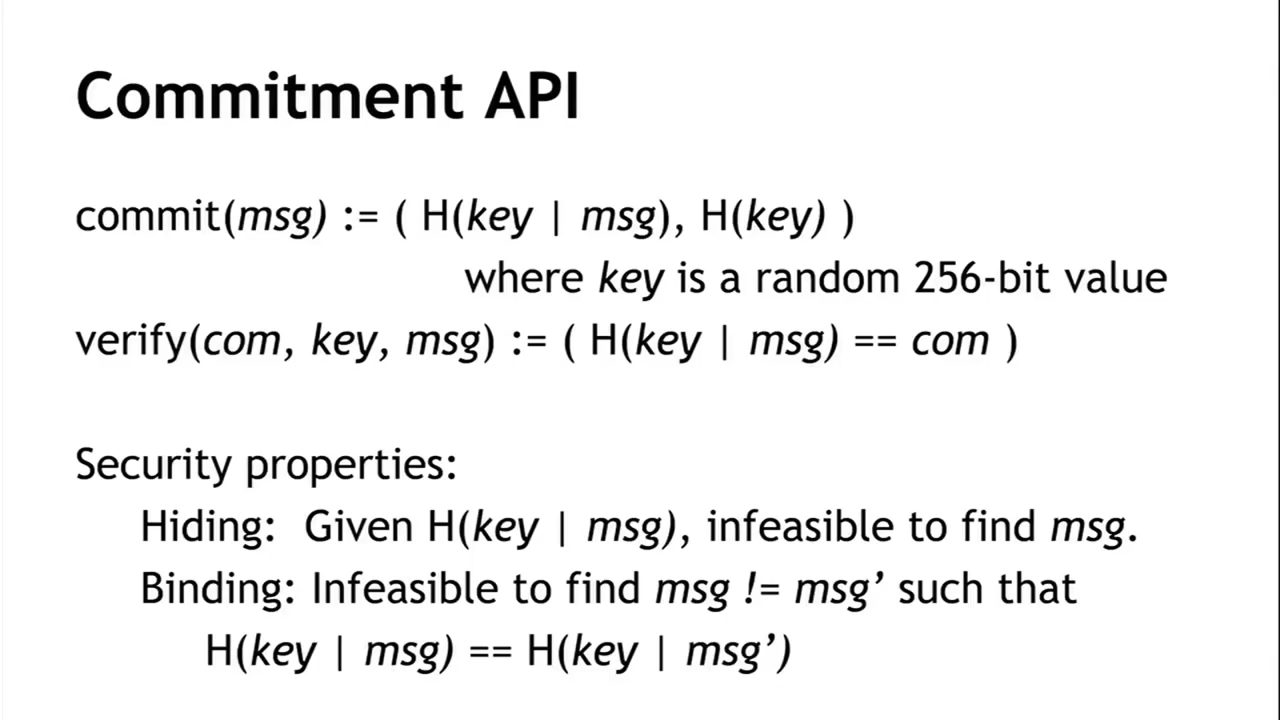 Commitment API
commit(msg) := ( H(key | msg), H(key) )
where key is a random 256-bit value
verify(com, key, msg) := ( H(key | msg) == com )
Security properties:
Hiding: Given H(key | msg), infeasible to find msg.
Binding: Infeasible to find msg != msg’ such that
H(key | msg) == H(key | msg’)